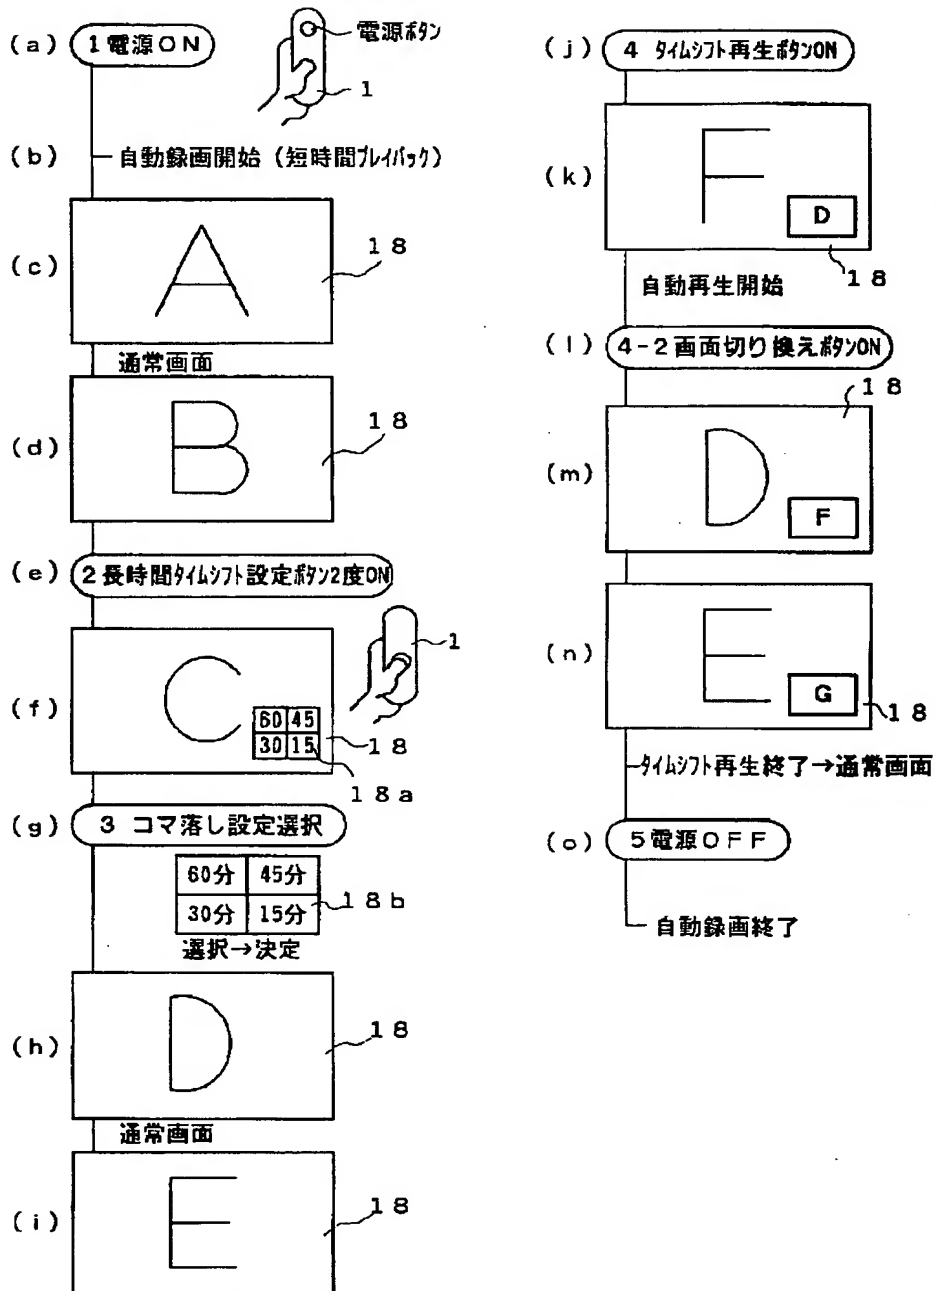 (a) 1電源ON
電源ボタン
1
(b) 自動録画開始 (短時間プレイバック)
(c) A 18
通常画面
(d) B 18
(e) 2長時間タイムシフト設定ボタン2度ON
1
(f) C
60 45
30 15
18
18a
(g) 3 コマ落し設定選択
60分 45分
30分 15分
18b
選択→決定
(h) D 18
通常画面
(i) E 18
(j) 4 タイムシフト再生ボタンON
(k) F D
18
自動再生開始
(l) 4-2画面切り換えボタンON
18
(m) D F
(n) E G
18
タイムシフト再生終了→通常画面
(o) 5電源OFF
自動録画終了